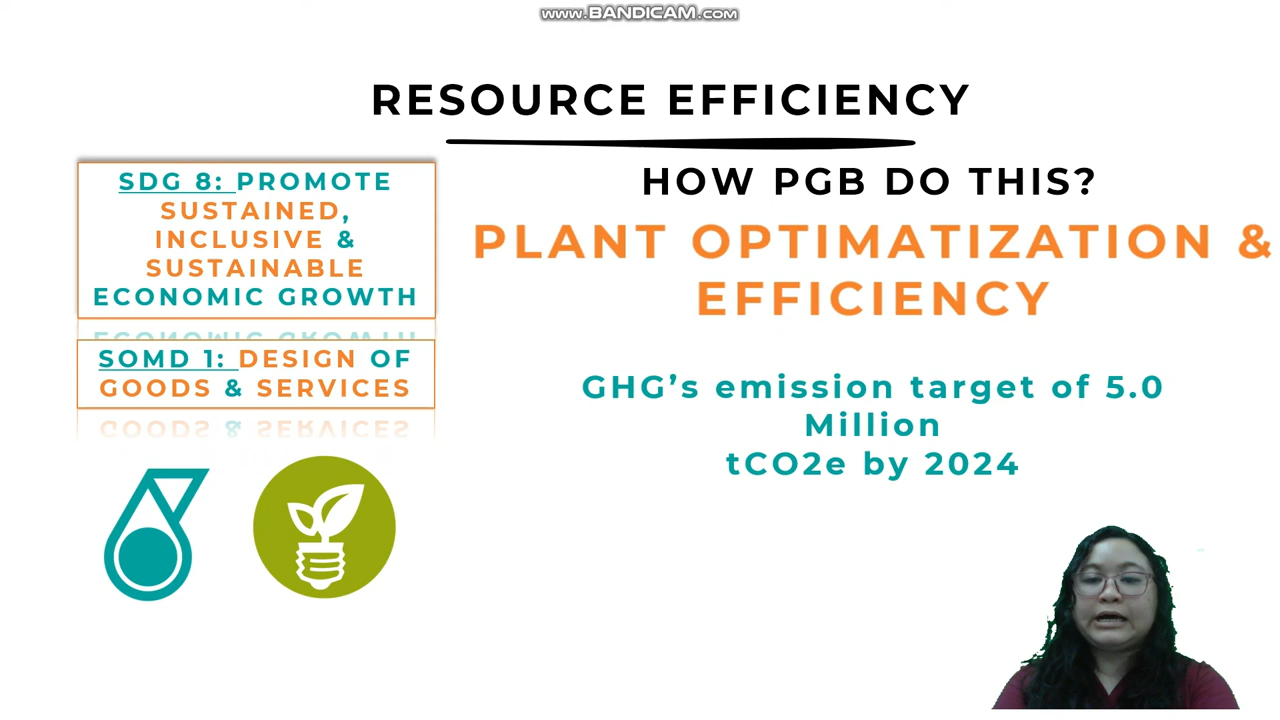 www.BANDICAM.com
RESOURCE EFFICIENCY
SDG 8: PROMOTE
SUSTAINED,
INCLUSIVE &
SUSTAINABLE
ECONOMIC GROWTH
SOMD 1: DESIGN OF
GOODS & SERVICES
HOW PGB DO THIS?
PLANT OPTIMATIZATION &
EFFICIENCY
GHG’s emission target of 5.0
Million
tCO2e by 2024